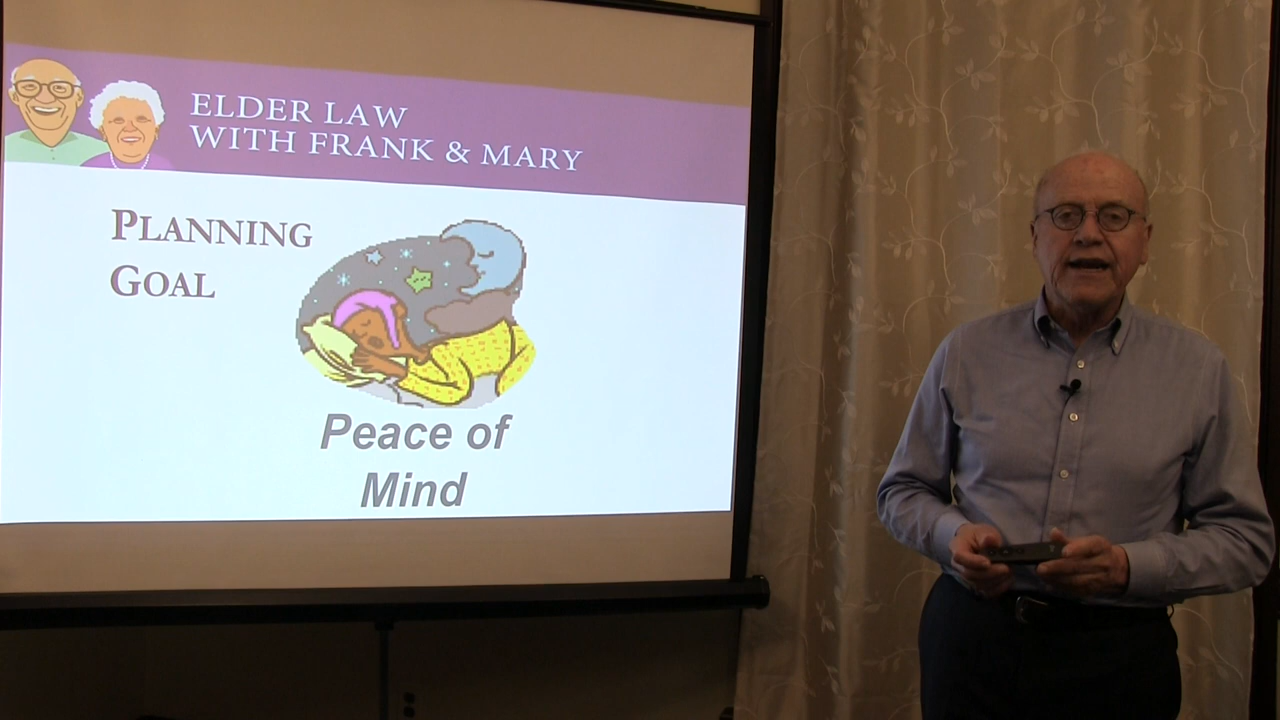 ELDER LAW
WITH FRANK & MARY
PLANNING
GOAL
Peace of
Mind